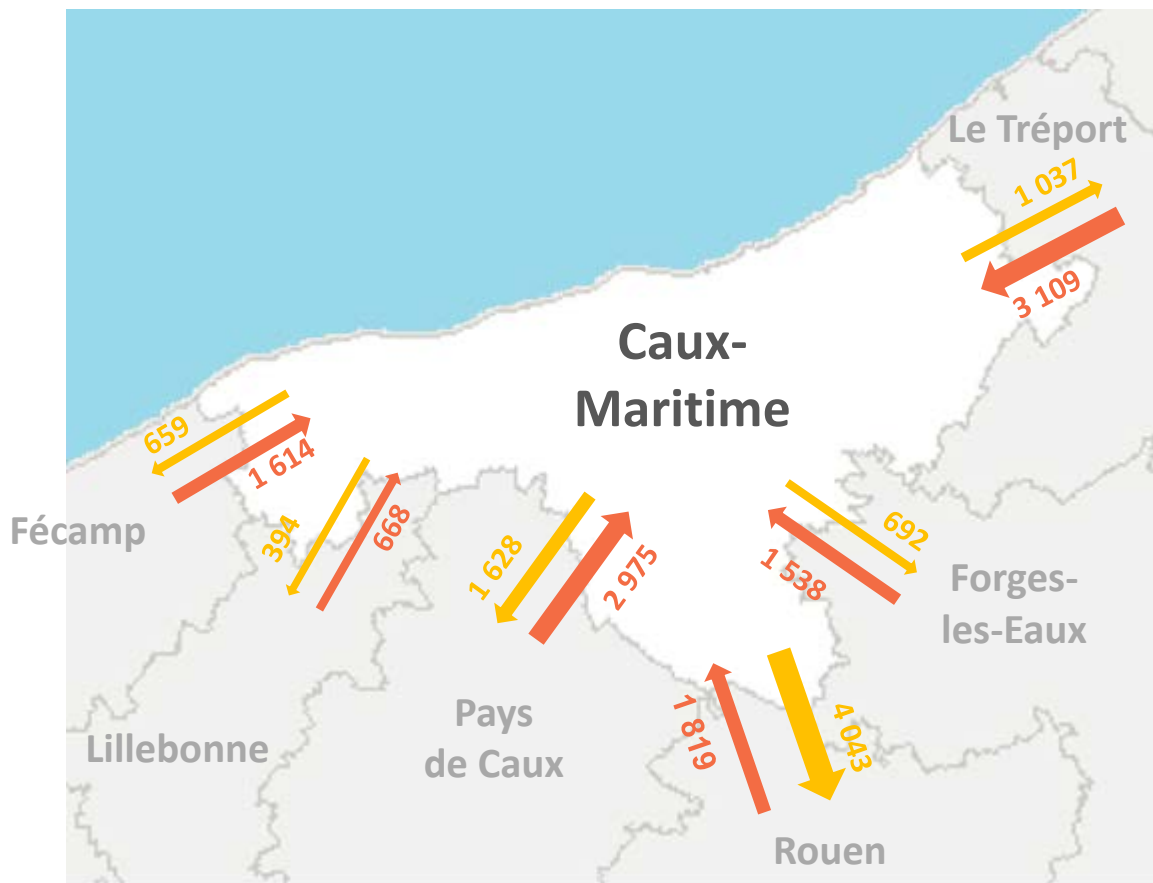 Le Tréport
1 037
3 109
Caux-
Maritime
659
1 614
Fécamp
394
668
1 628
2 975
692
1 538
Forges-
les-Eaux
Pays
de Caux
Lillebonne
1 819
4 043
Rouen